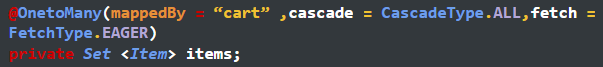 @OnetoMany(mappedBy = “cart” ,cascade = CascadeType.ALL,fetch =
FetchType.EAGER)
private Set <Item> items;